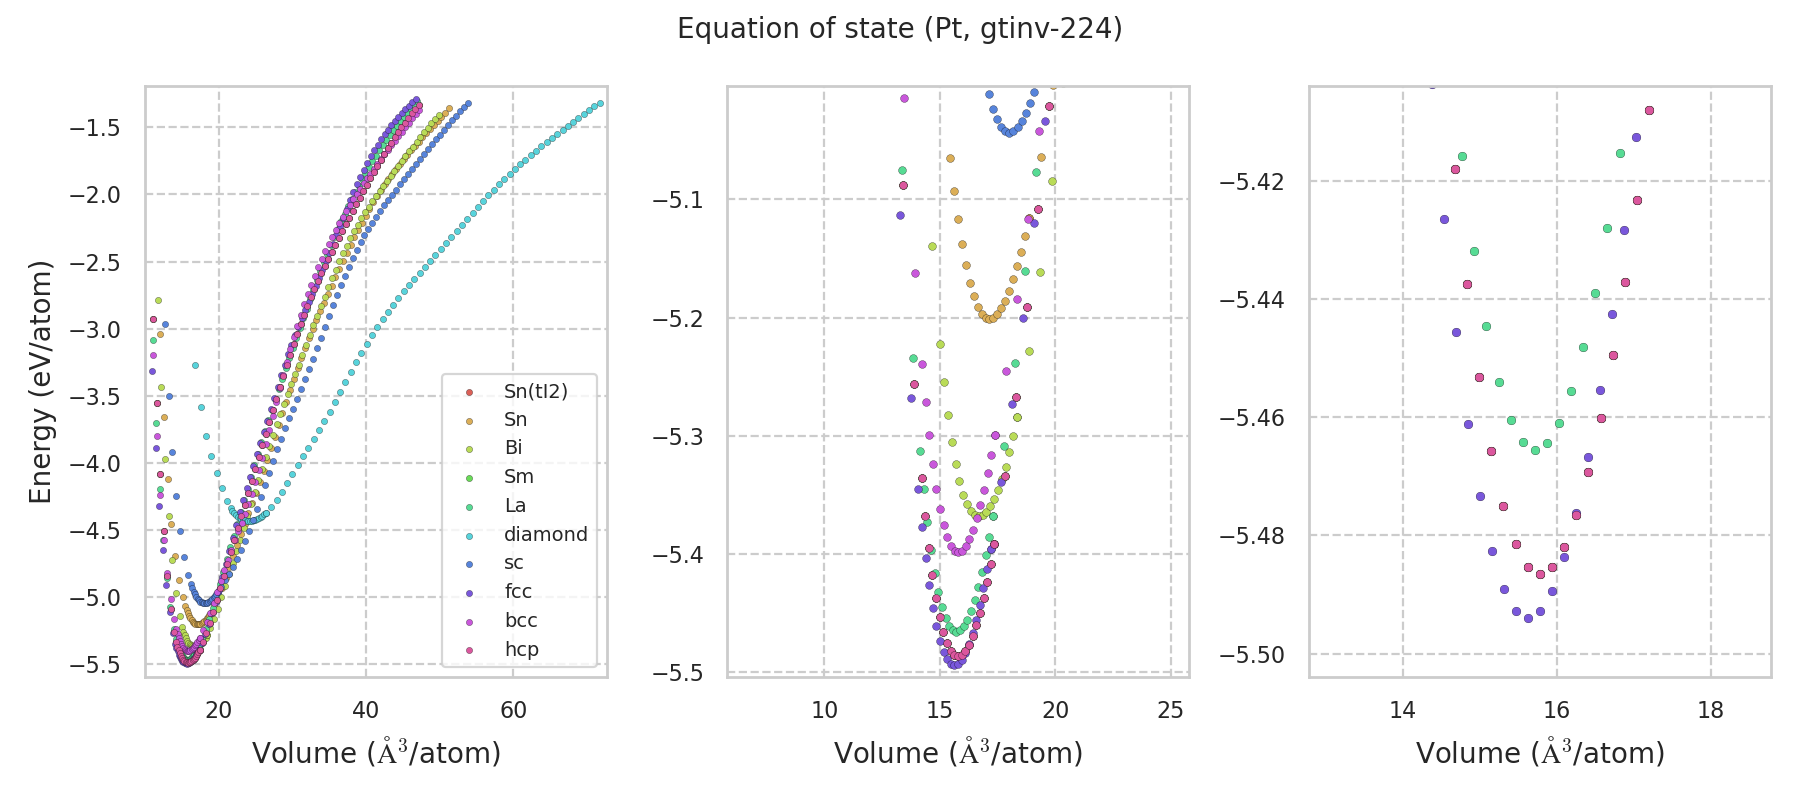 Equation of state (Pt, gtinv-224)
Energy (eV/atom)
−1.5
−2.0
−2.5
−3.0
−3.5
−4.0
−4.5
−5.0
−5.5
20
40
60
Volume (Å³/atom)
Sn(tI2)
Sn
Bi
Sm
La
diamond
sc
fcc
bcc
hcp
−5.1
−5.2
−5.3
−5.4
−5.5
10
15
20
25
Volume (Å³/atom)
−5.42
−5.44
−5.46
−5.48
−5.50
14
16
18
Volume (Å³/atom)